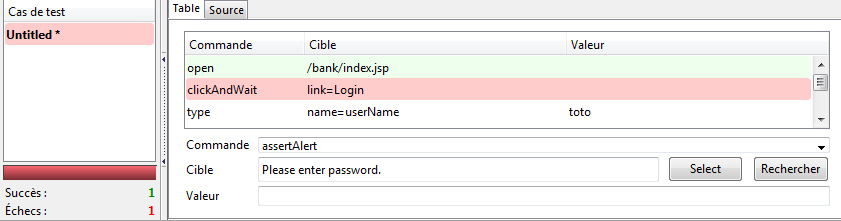 Cas de test
Untitled *
Succès : 1
Échecs : 1
Table Source
Commande Cible Valeur
open /bank/index.jsp
clickAndWait link=Login
type name=userName toto
Commande assertAlert
Cible Please enter password. Select Rechercher
Valeur